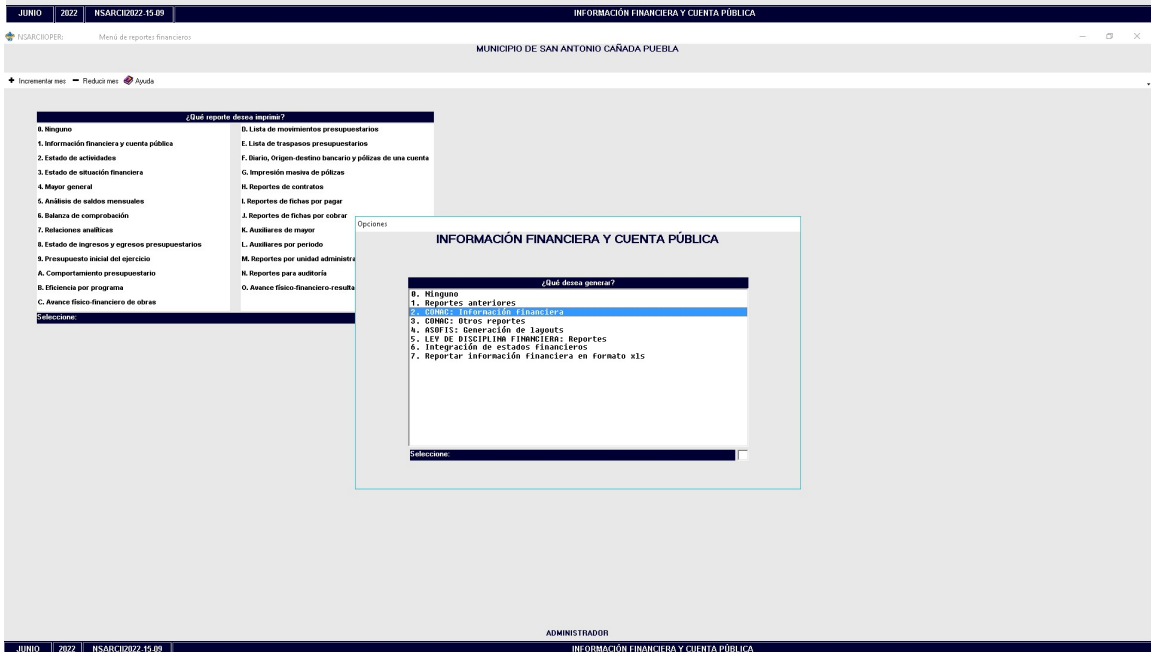 JUNIO 2022 NSARCII2022-15-09 INFORMACIÓN FINANCIERA Y CUENTA PÚBLICA
NSARCIIOPER: Menú de reportes financieros
MUNICIPIO DE SAN ANTONIO CAÑADA PUEBLA
Incrementar mes Reducir mes Ayuda
¿Qué reporte desea imprimir?
0. Ninguno
1. Información financiera y cuenta pública
2. Estado de actividades
3. Estado de situación financiera
4. Mayor general
5. Análisis de saldos mensuales
6. Balanza de comprobación
7. Relaciones analíticas
8. Estado de ingresos y egresos presupuestarios
9. Presupuesto inicial del ejercicio
A. Comportamiento presupuestario
B. Eficiencia por programa
C. Avance físico-financiero de obras
D. Lista de movimientos presupuestarios
E. Lista de traspasos presupuestarios
F. Diario, Origen-destino bancario y pólizas de una cuenta
G. Impresión masiva de pólizas
H. Reportes de contratos
I. Reportes de fichas por pagar
J. Reportes de fichas por cobrar
K. Auxiliares de mayor
L. Auxiliares por periodo
M. Reportes por unidad administra
N. Reportes para auditoría
O. Avance físico-financiero-resulta
Seleccione:
Opciones
INFORMACIÓN FINANCIERA Y CUENTA PÚBLICA
¿Qué desea generar?
0. Ninguno
1. Reportes anteriores
2. CONAC: Información financiera
3. CONAC: Otros reportes
4. ASOFIS: Generación de layouts
5. LEY DE DISCIPLINA FINANCIERA: Reportes
6. Integración de estados financieros
7. Reportar información financiera en formato xls
Seleccione:
ADMINISTRADOR
JUNIO 2022 NSARCII2022-15-09 INFORMACIÓN FINANCIERA Y CUENTA PÚBLICA